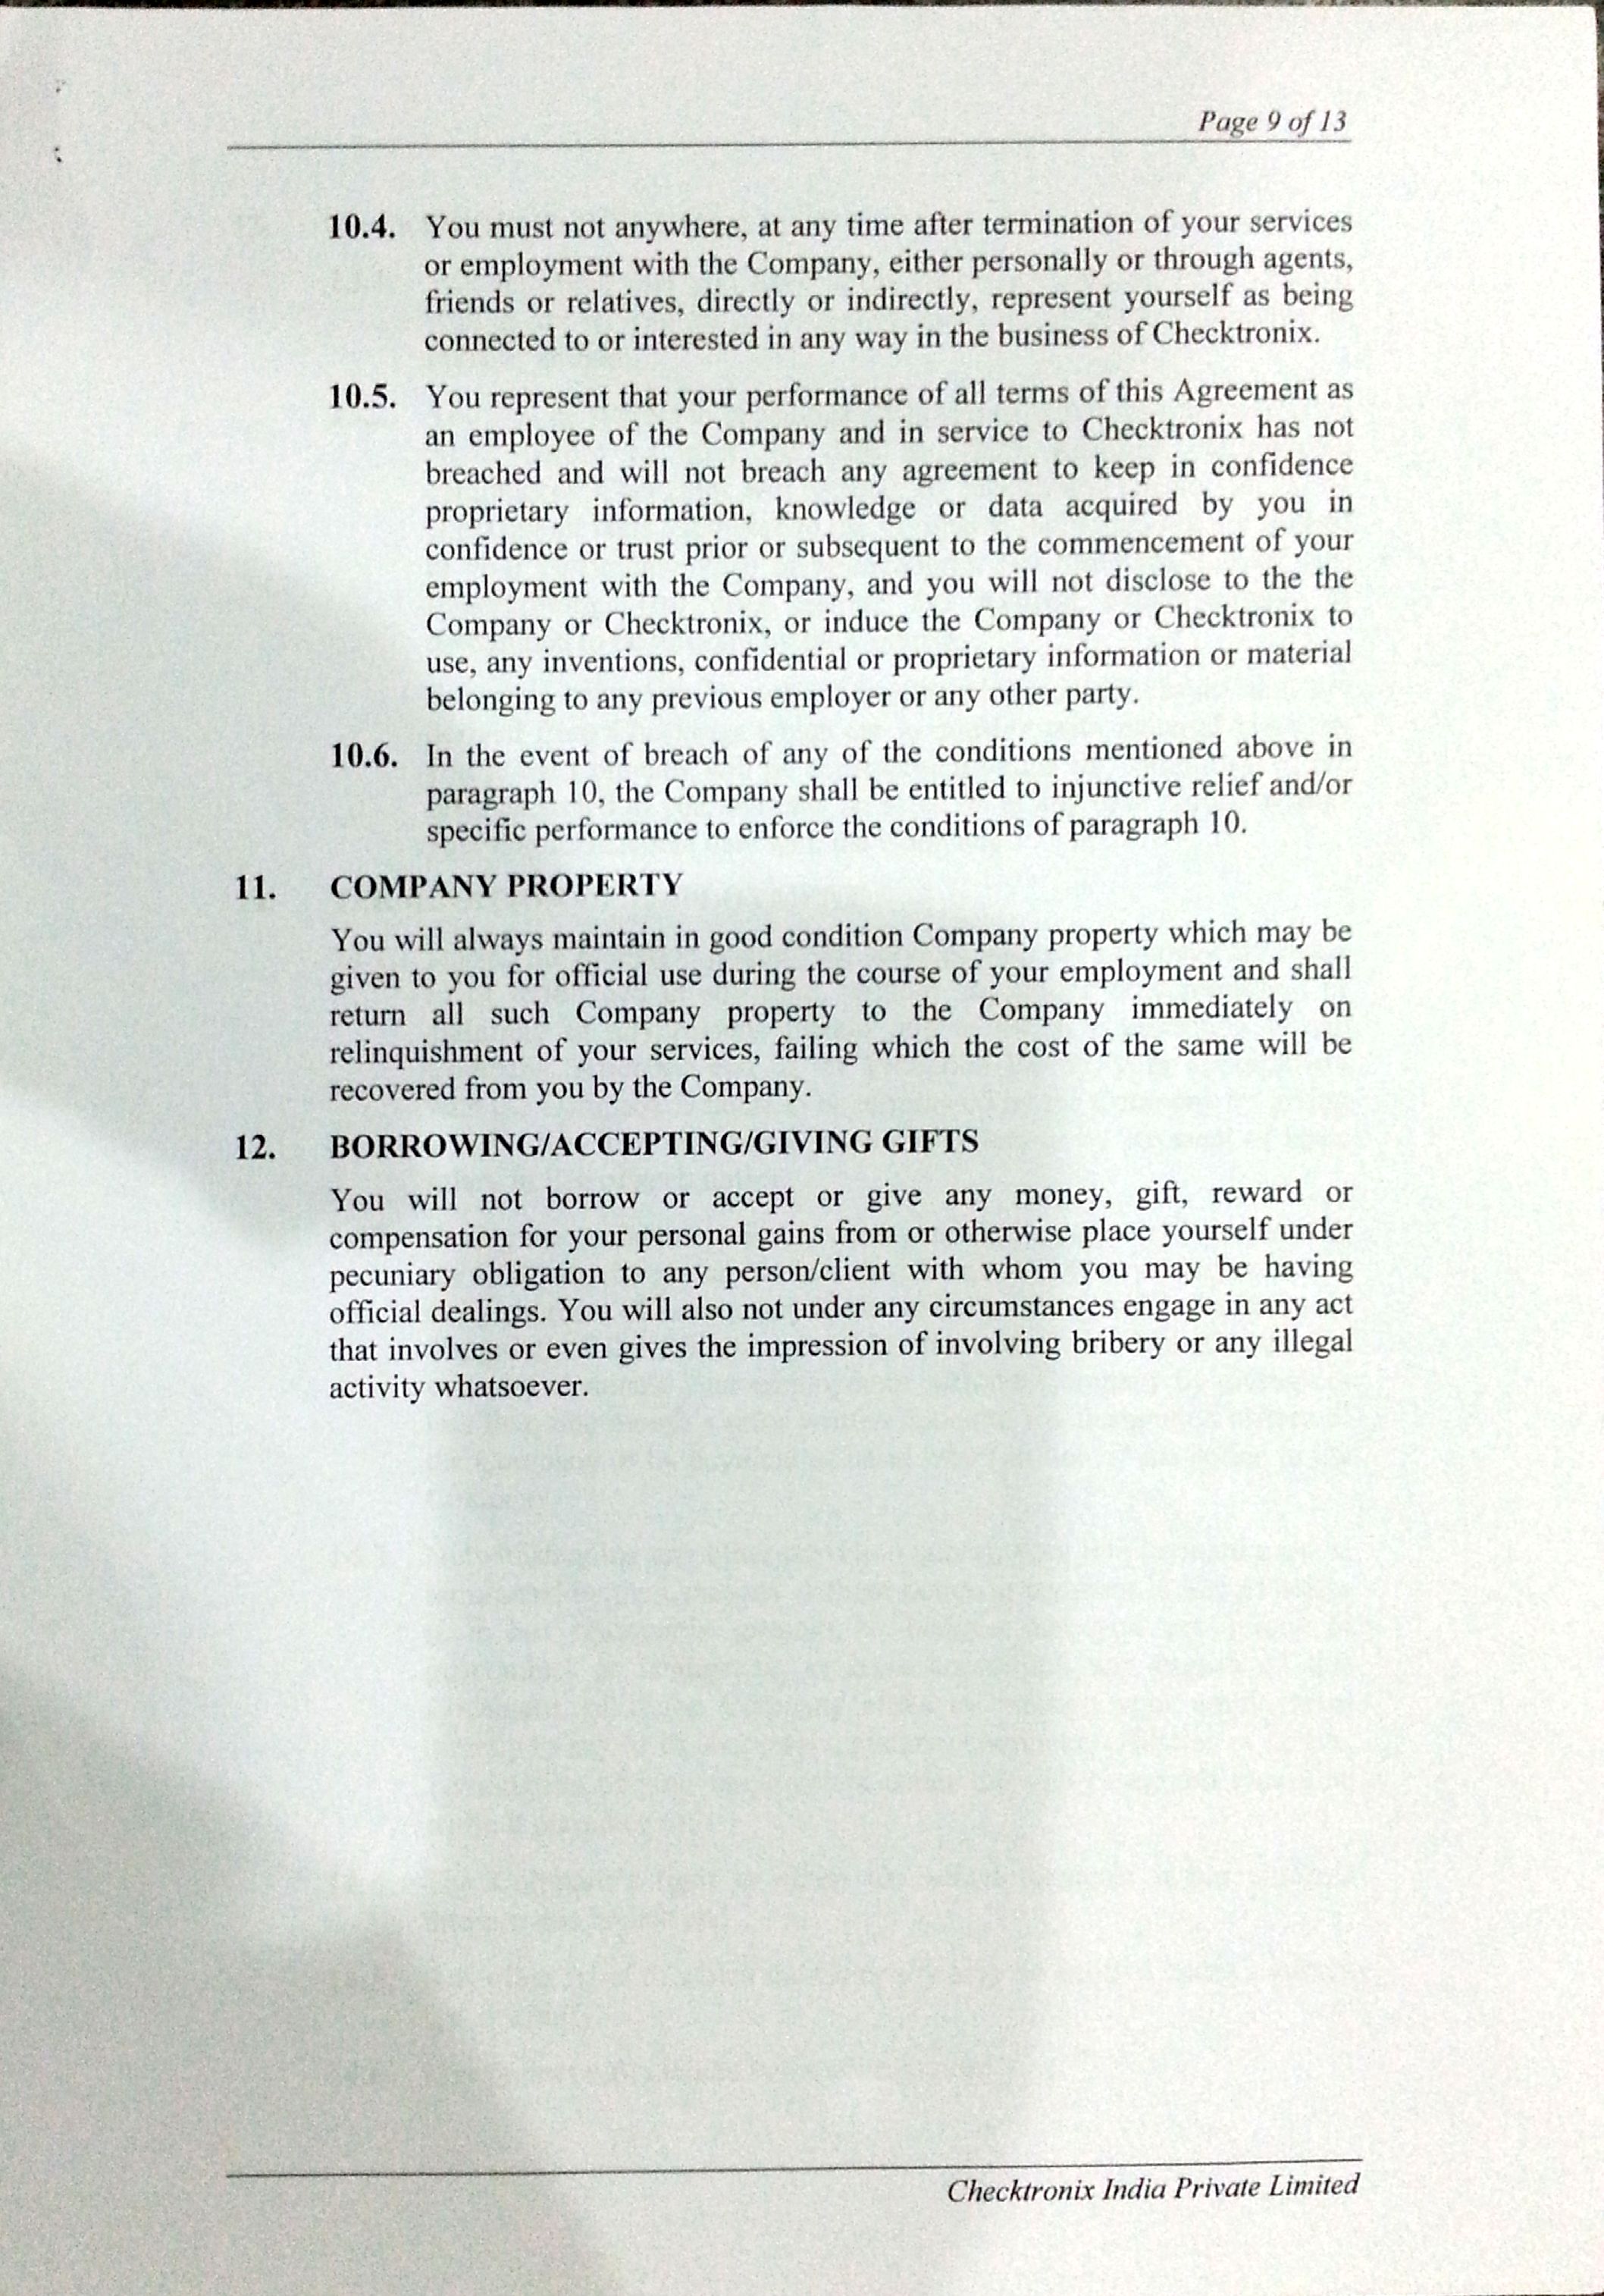 Page 9 of 13
10.4. You must not anywhere, at any time after termination of your services
or employment with the Company, either personally or through agents,
friends or relatives, directly or indirectly, represent yourself as being
connected to or interested in any way in the business of Checktronix.
10.5. You represent that your performance of all terms of this Agreement as
an employee of the Company and in service to Checktronix has not
breached and will not breach any agreement to keep in confidence
proprietary information, knowledge or data acquired by you in
confidence or trust prior or subsequent to the commencement of your
employment with the Company, and you will not disclose to the the
Company or Checktronix, or induce the Company or Checktronix to
use, any inventions, confidential or proprietary information or material
belonging to any previous employer or any other party.
10.6. In the event of breach of any of the conditions mentioned above in
paragraph 10, the Company shall be entitled to injunctive relief and/or
specific performance to enforce the conditions of paragraph 10.
11. COMPANY PROPERTY
You will always maintain in good condition Company property which may be
given to you for official use during the course of your employment and shall
return all such Company property to the Company immediately on
relinquishment of your services, failing which the cost of the same will be
recovered from you by the Company.
12. BORROWING/ACCEPTING/GIVING GIFTS
You will not borrow or accept or give any money, gift, reward or
compensation for your personal gains from or otherwise place yourself under
pecuniary obligation to any person/client with whom you may be having
official dealings. You will also not under any circumstances engage in any act
that involves or even gives the impression of involving bribery or any illegal
activity whatsoever.
Checktronix India Private Limited